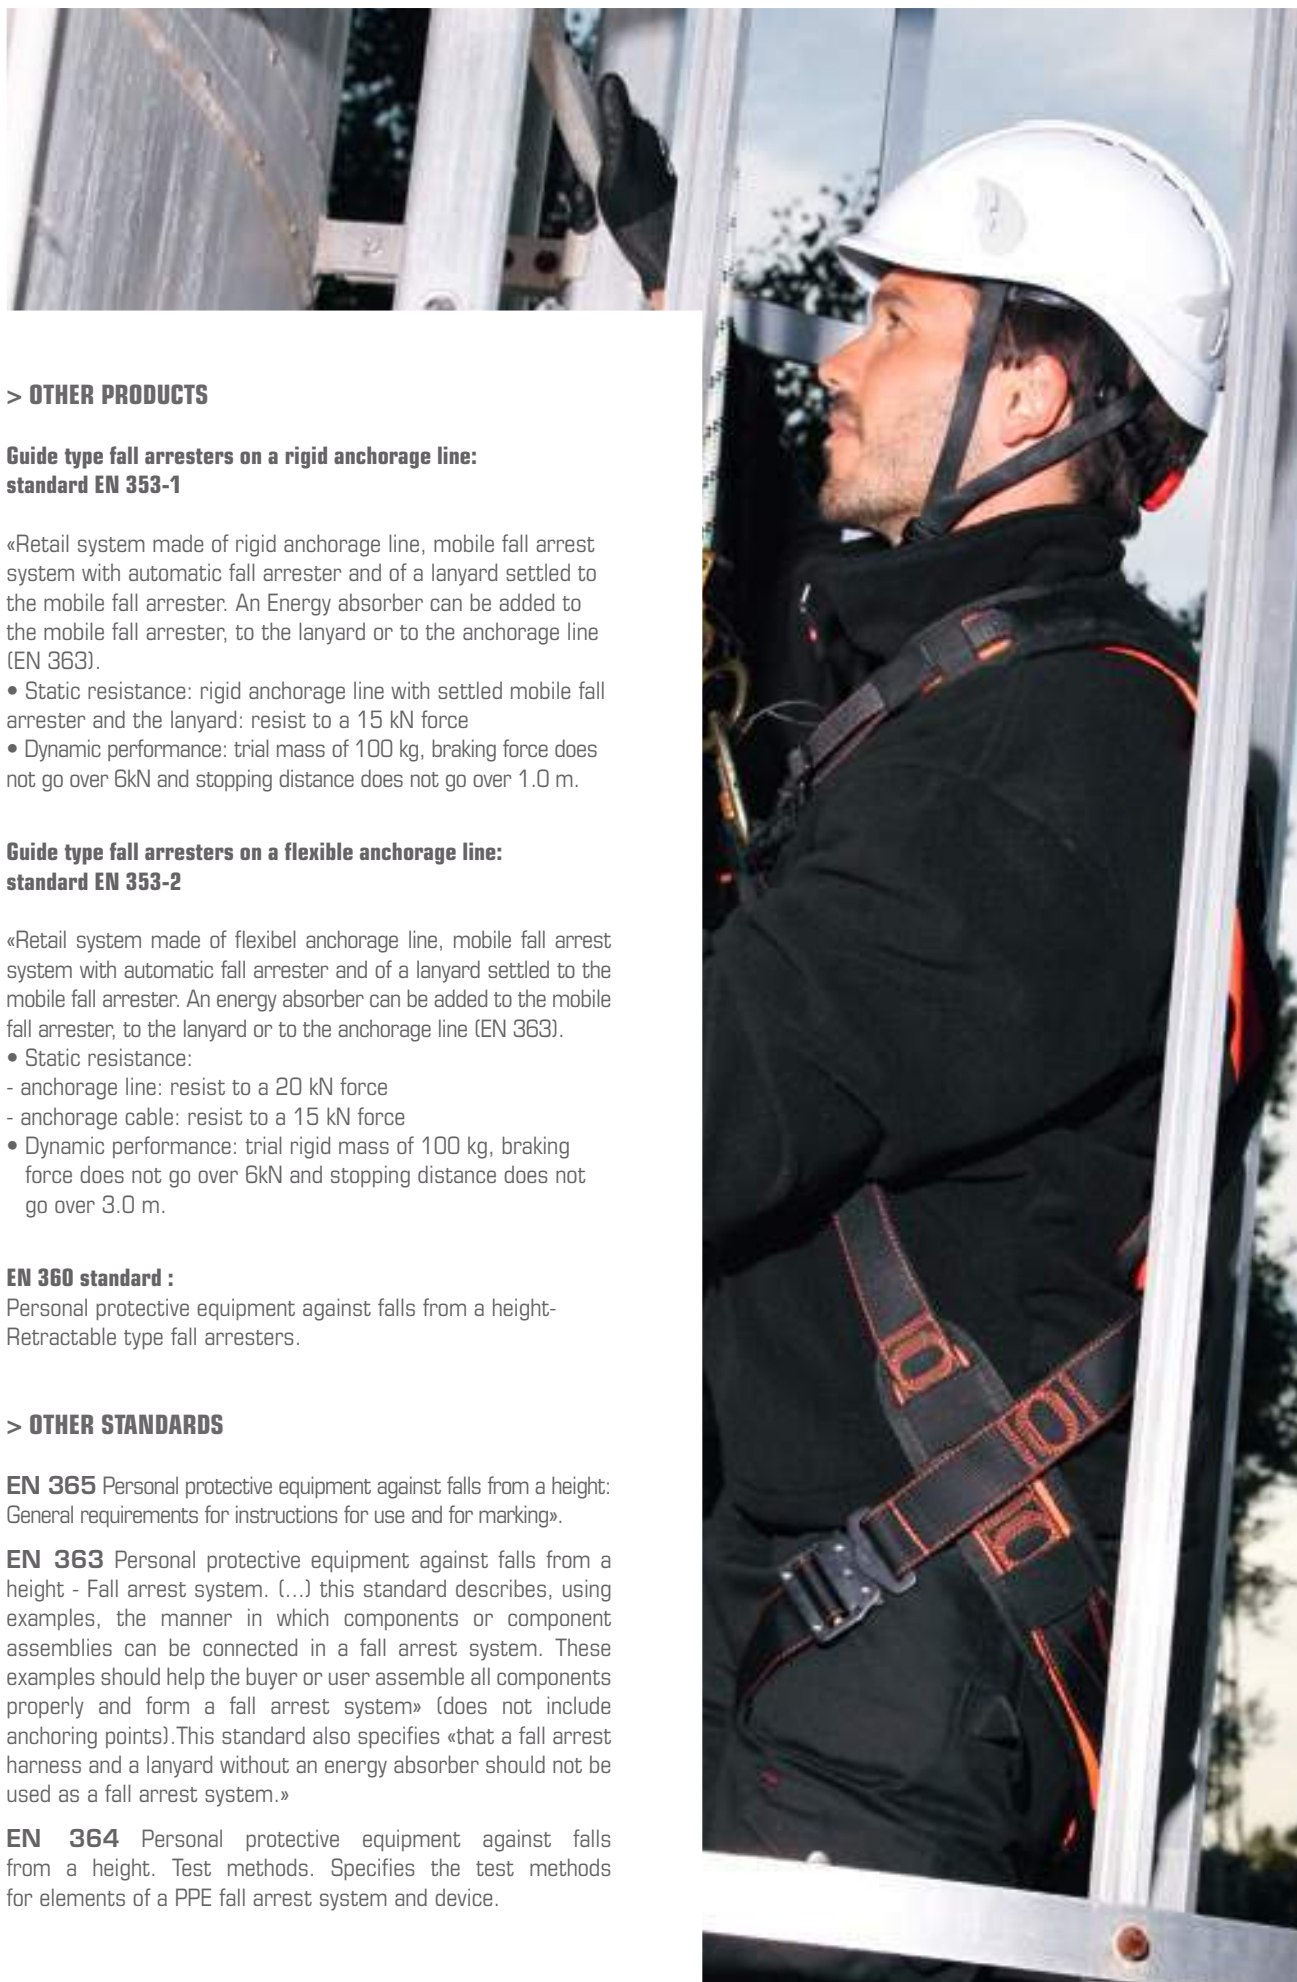 > OTHER PRODUCTS
Guide type fall arresters on a rigid anchorage line:
standard EN 353-1
«Retail system made of rigid anchorage line, mobile fall arrest
system with automatic fall arrester and of a lanyard settled to
the mobile fall arrester. An Energy absorber can be added to
the mobile fall arrester, to the lanyard or to the anchorage line
(EN 363).
• Static resistance: rigid anchorage line with settled mobile fall
arrester and the lanyard: resist to a 15 kN force
• Dynamic performance: trial mass of 100 kg, braking force does
not go over 6kN and stopping distance does not go over 1.0 m.
Guide type fall arresters on a flexible anchorage line:
standard EN 353-2
«Retail system made of flexibel anchorage line, mobile fall arrest
system with automatic fall arrester and of a lanyard settled to the
mobile fall arrester. An energy absorber can be added to the mobile
fall arrester, to the lanyard or to the anchorage line (EN 363).
• Static resistance:
- anchorage line: resist to a 20 kN force
- anchorage cable: resist to a 15 kN force
• Dynamic performance: trial rigid mass of 100 kg, braking
force does not go over 6kN and stopping distance does not
go over 3.0 m.
EN 360 standard :
Personal protective equipment against falls from a height-
Retractable type fall arresters.
> OTHER STANDARDS
EN 365 Personal protective equipment against falls from a height:
General requirements for instructions for use and for marking».
EN 363 Personal protective equipment against falls from a
height - Fall arrest system. (...) this standard describes, using
examples, the manner in which components or component
assemblies can be connected in a fall arrest system. These
examples should help the buyer or user assemble all components
properly and form a fall arrest system» (does not include
anchoring points).This standard also specifies «that a fall arrest
harness and a lanyard without an energy absorber should not be
used as a fall arrest system.»
EN 364 Personal protective equipment against falls
from a height. Test methods. Specifies the test methods
for elements of a PPE fall arrest system and device.